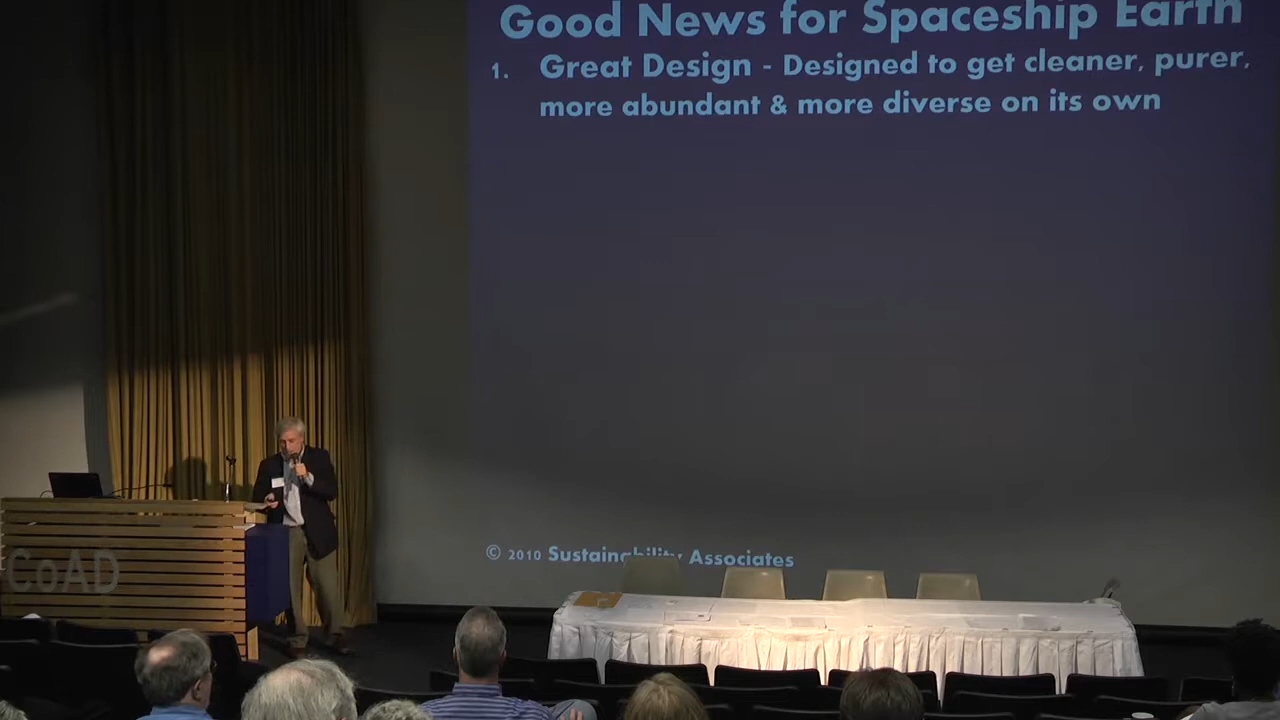 Good News for Spaceship Earth
1. Great Design - Designed to get cleaner, purer,
more abundant & more diverse on its own
© 2010 Sustainability Associates
CoAD